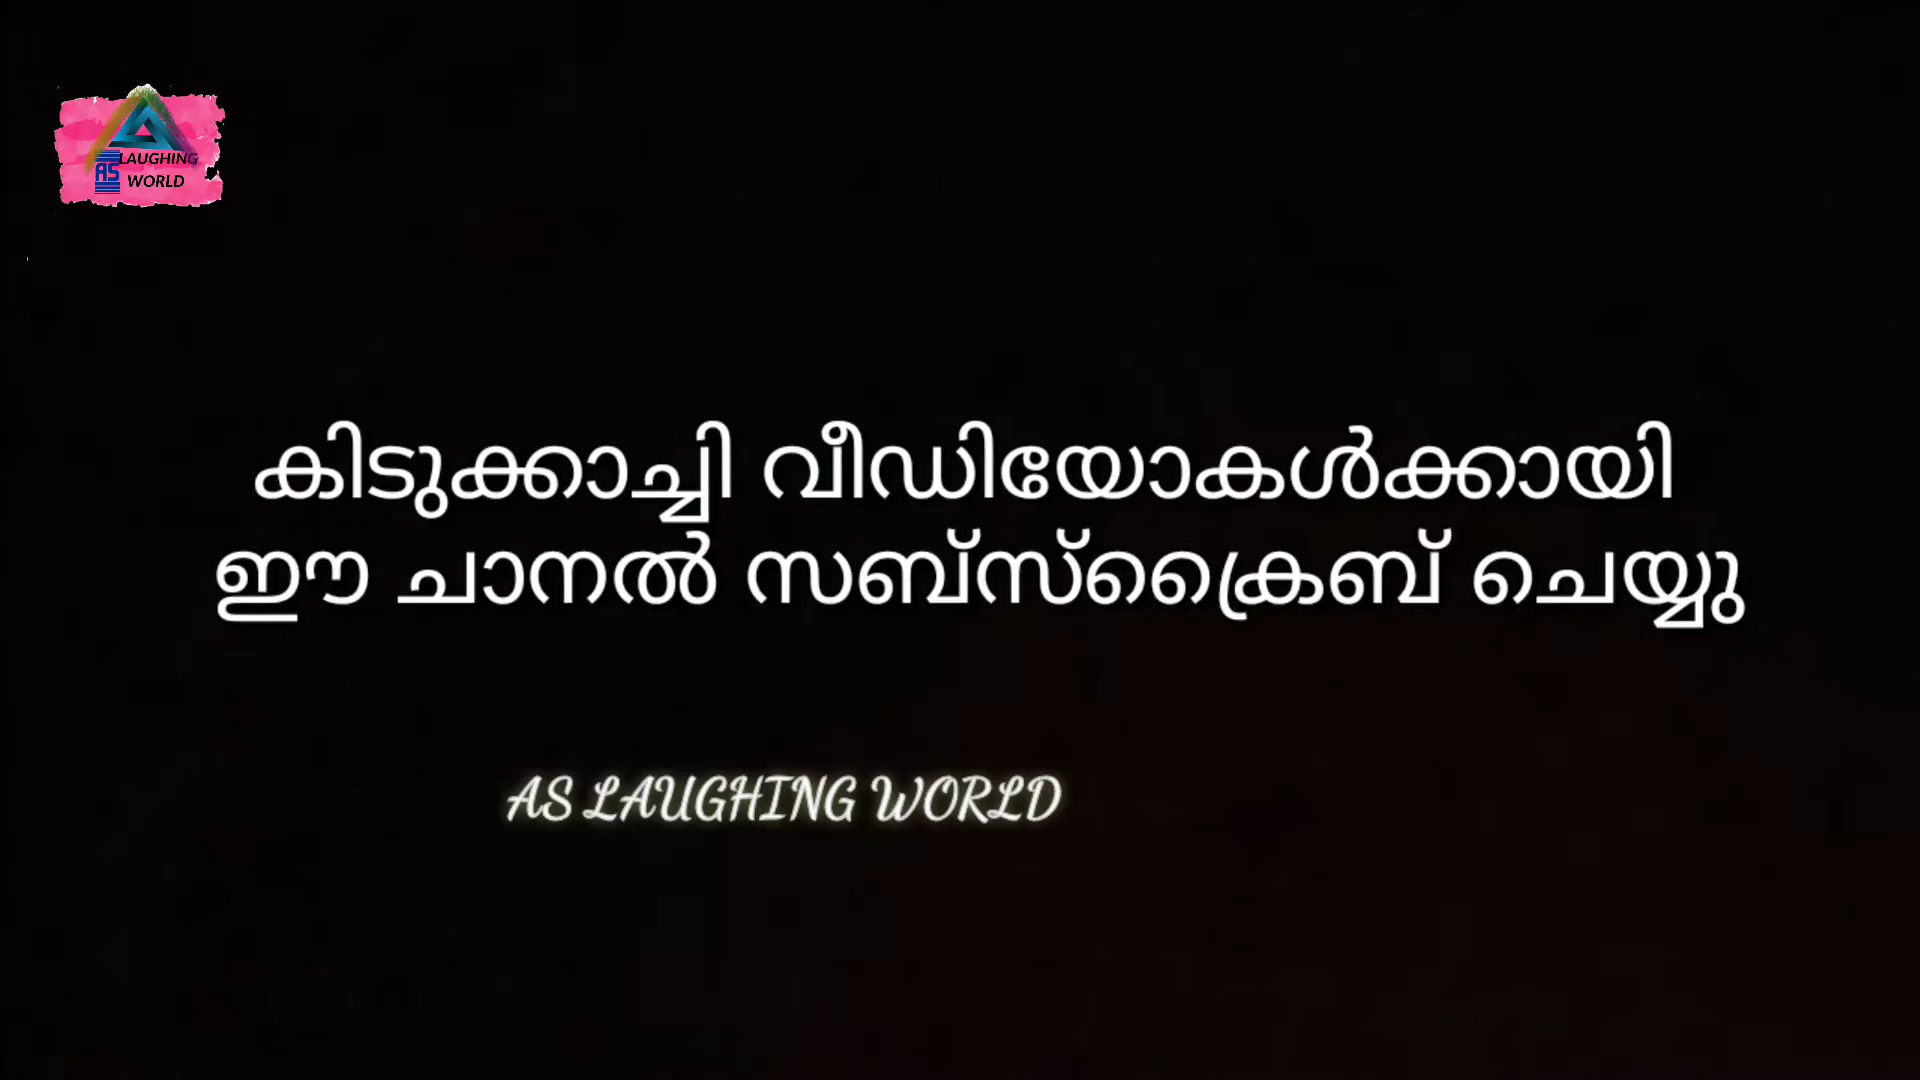 LAUGHING
AS WORLD
കിടുക്കാച്ചി വീഡിയോകൾക്കായി
ഈ ചാനൽ സബ്സ്ക്രൈബ് ചെയ്യു
AS LAUGHING WORLD